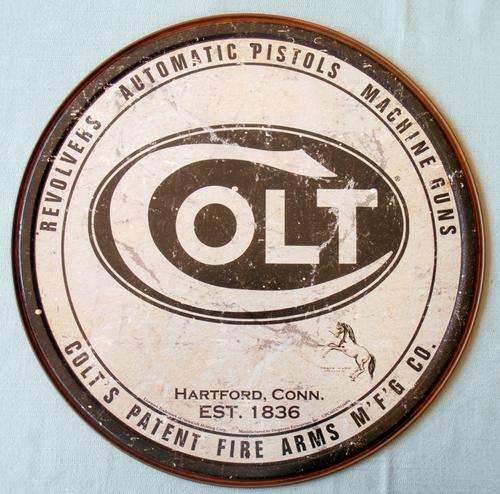 REVOLVERS AUTOMATIC PISTOLS MACHINE GUNS
COLT
®
HARTFORD, CONN.
EST. 1836
COLT'S PATENT FIRE ARMS M'F'G CO.